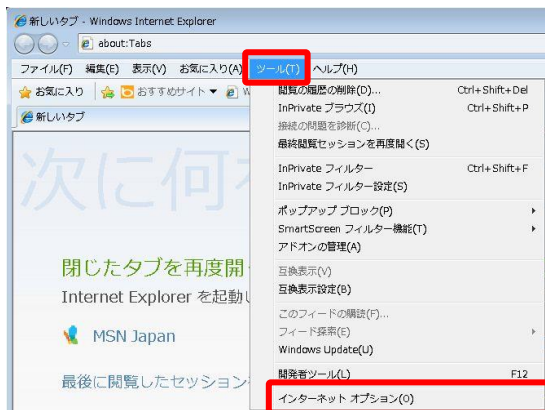 新しいタブ - Windows Internet Explorer
about:Tabs
ファイル(F) 編集(E) 表示(V) お気に入り(A) ツール(T) ヘルプ(H)
お気に入り おすすめサイト ▼ W
新しいタブ
閲覧の履歴の削除(D)... Ctrl+Shift+Del
InPrivate ブラウズ(I) Ctrl+Shift+P
接続の問題を診断(C)...
最終閲覧セッションを再度開く(S)
InPrivate フィルター Ctrl+Shift+F
InPrivate フィルター設定(S)
ポップアップ ブロック(P)
SmartScreen フィルター機能(T)
アドオンの管理(A)
互換表示(V)
互換表示設定(B)
このフィードの購読(F)...
フィード探索(E)
Windows Update(U)
開発者ツール(L) F12
インターネット オプション(O)
次に何
閉じたタブを再度開
Internet Explorer を起動し
MSN Japan
最後に閲覧したセッション